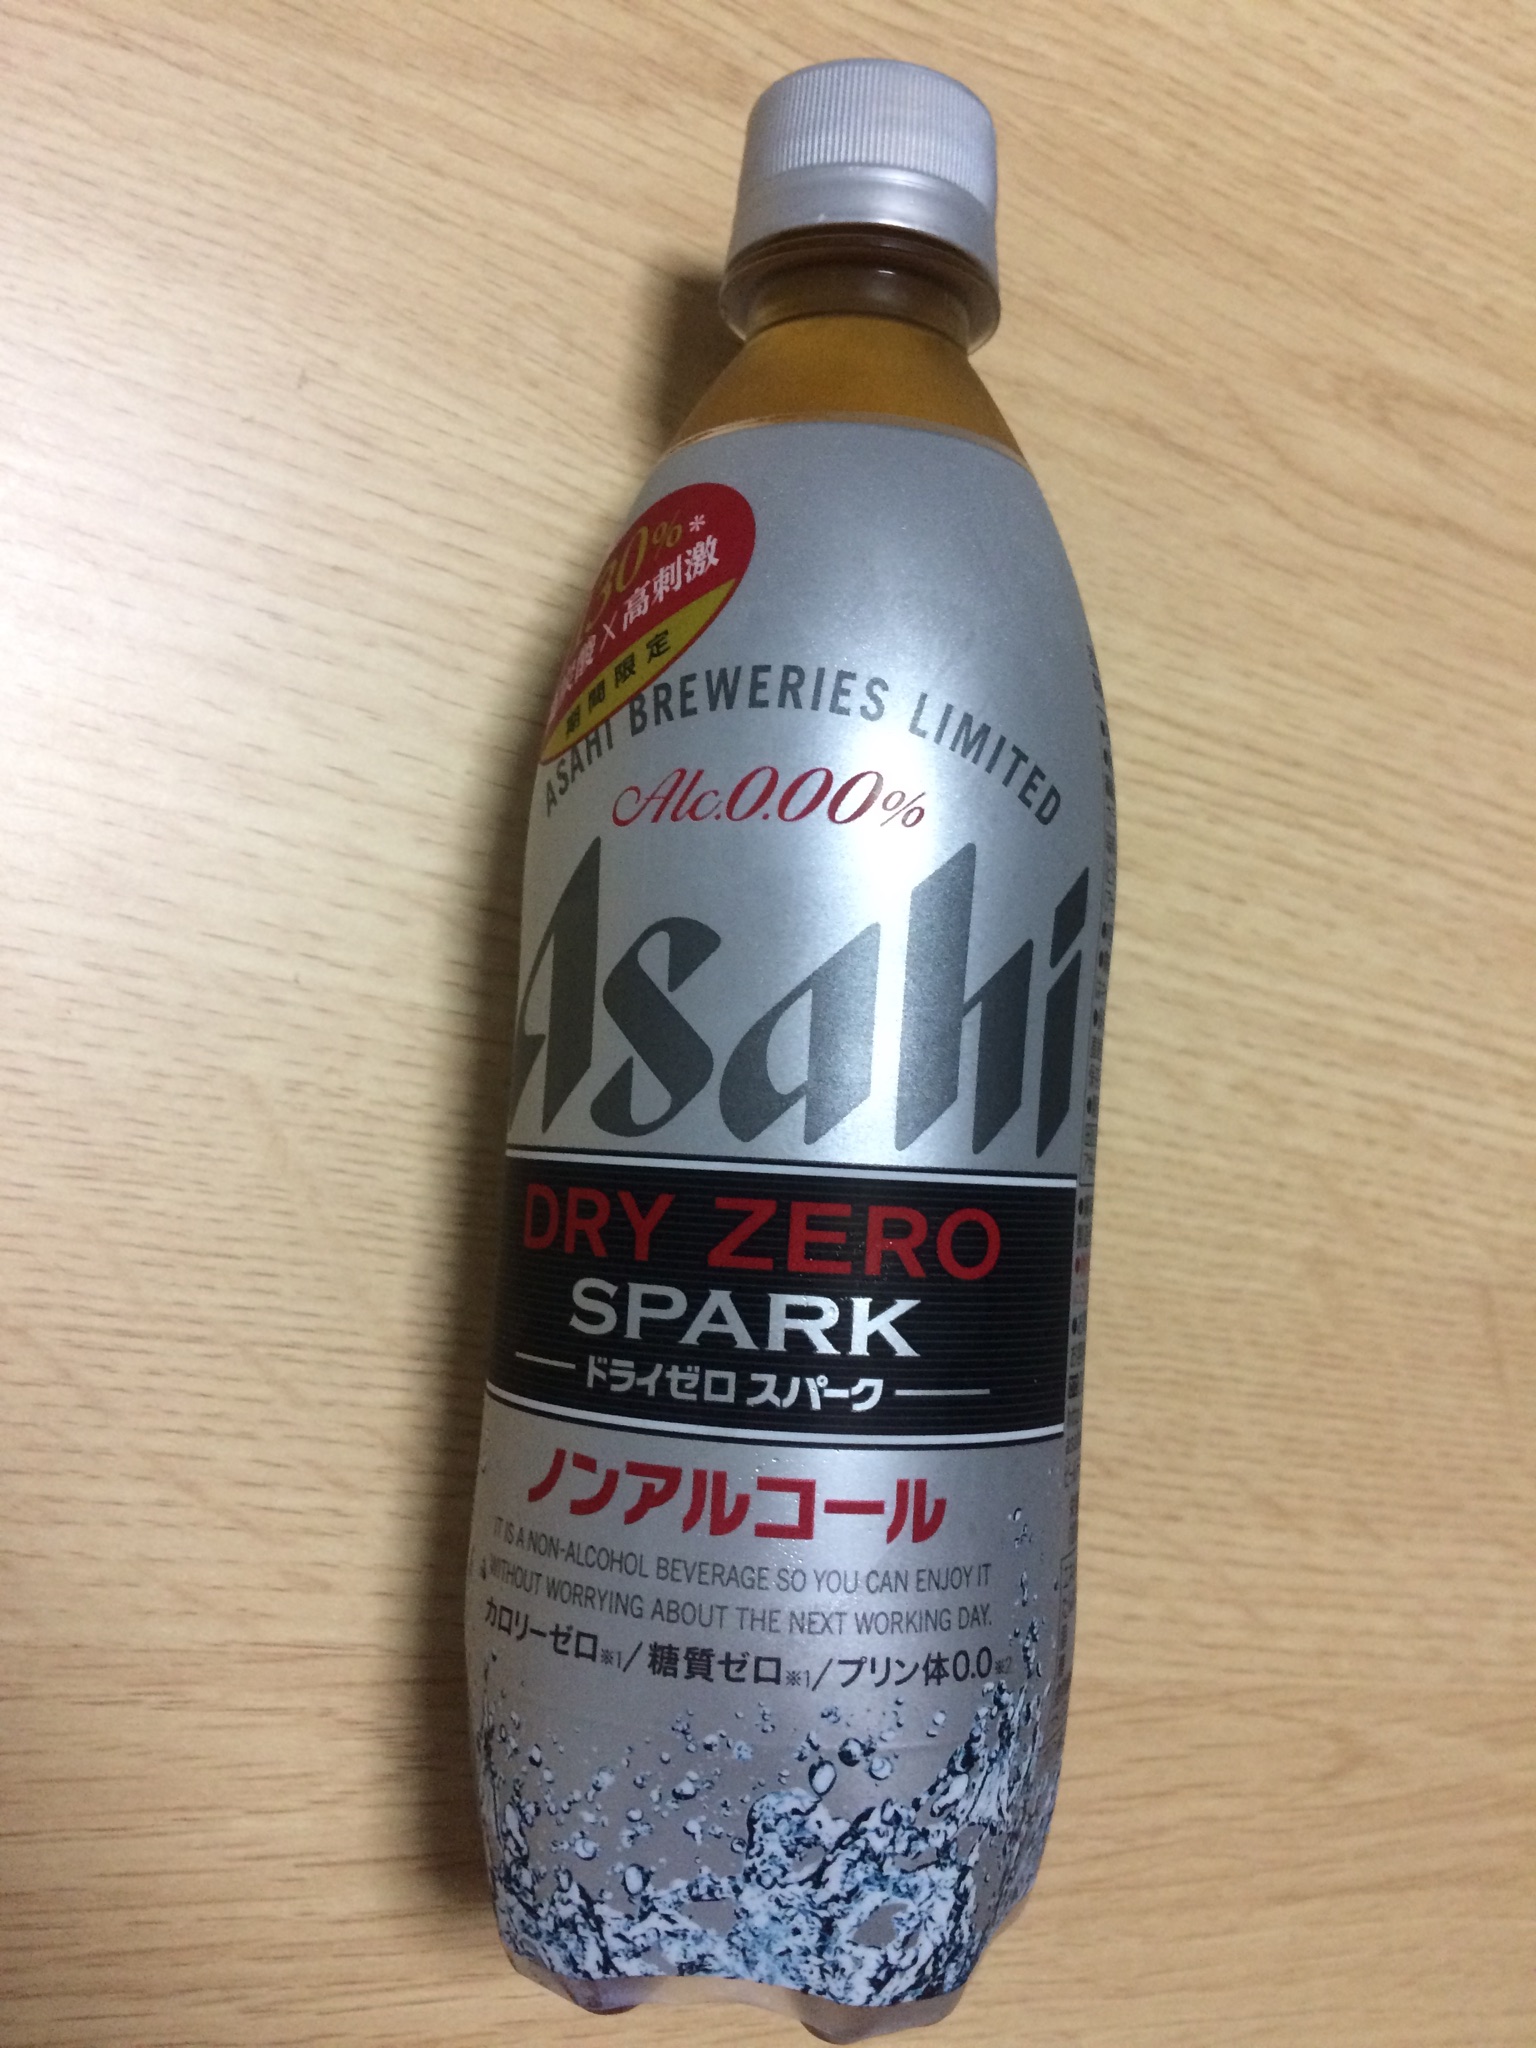 30%*
炭酸×高刺激
期間限定
ASAHI BREWERIES LIMITED
Alc.0.00%
Asahi
DRY ZERO
SPARK
ドライゼロ スパーク
ノンアルコール
IT IS A NON-ALCOHOL BEVERAGE SO YOU CAN ENJOY IT
WITHOUT WORRYING ABOUT THE NEXT WORKING DAY.
カロリーゼロ※1/糖質ゼロ※1/プリン体0.0※2